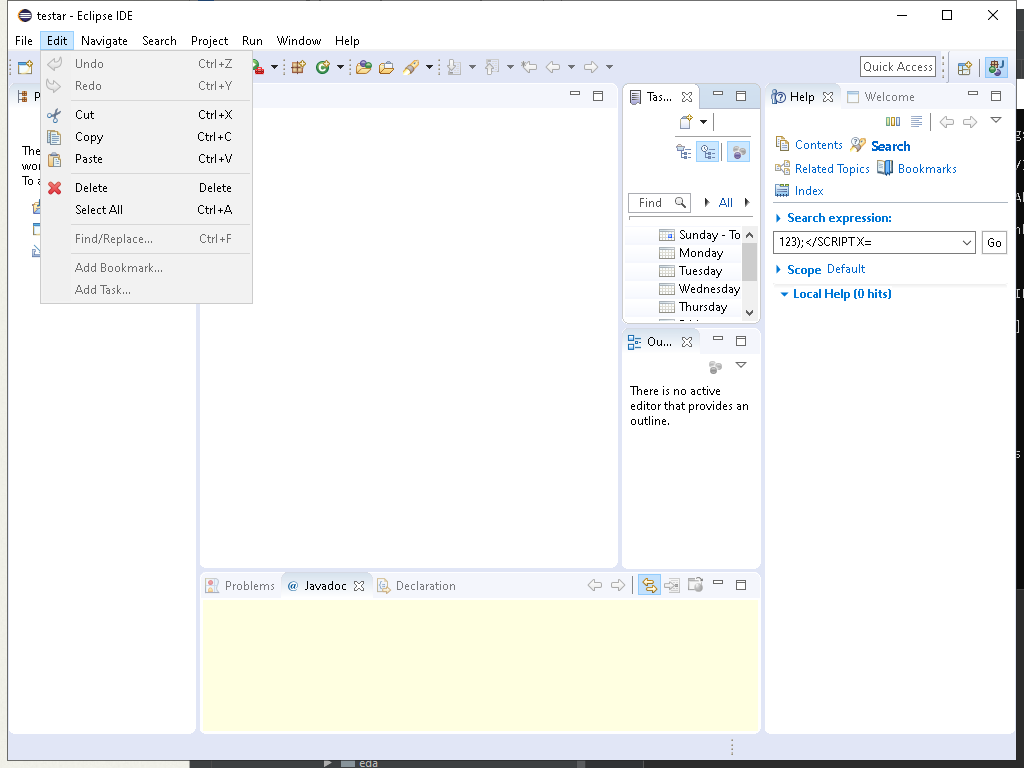 testar - Eclipse IDE
File Edit Navigate Search Project Run Window Help
Quick Access
Undo Ctrl+Z
Redo Ctrl+Y
Cut Ctrl+X
Copy Ctrl+C
Paste Ctrl+V
Delete Delete
Select All Ctrl+A
Find/Replace... Ctrl+F
Add Bookmark...
Add Task...
To
Tas...
Find
All
Sunday - To
Monday
Tuesday
Wednesday
Thursday
Ou...
There is no active
editor that provides an
outline.
Help Welcome
Contents Search
Related Topics Bookmarks
Index
Search expression:
123);</SCRIPT X=
Go
Scope Default
Local Help (0 hits)
Problems @ Javadoc Declaration
eda